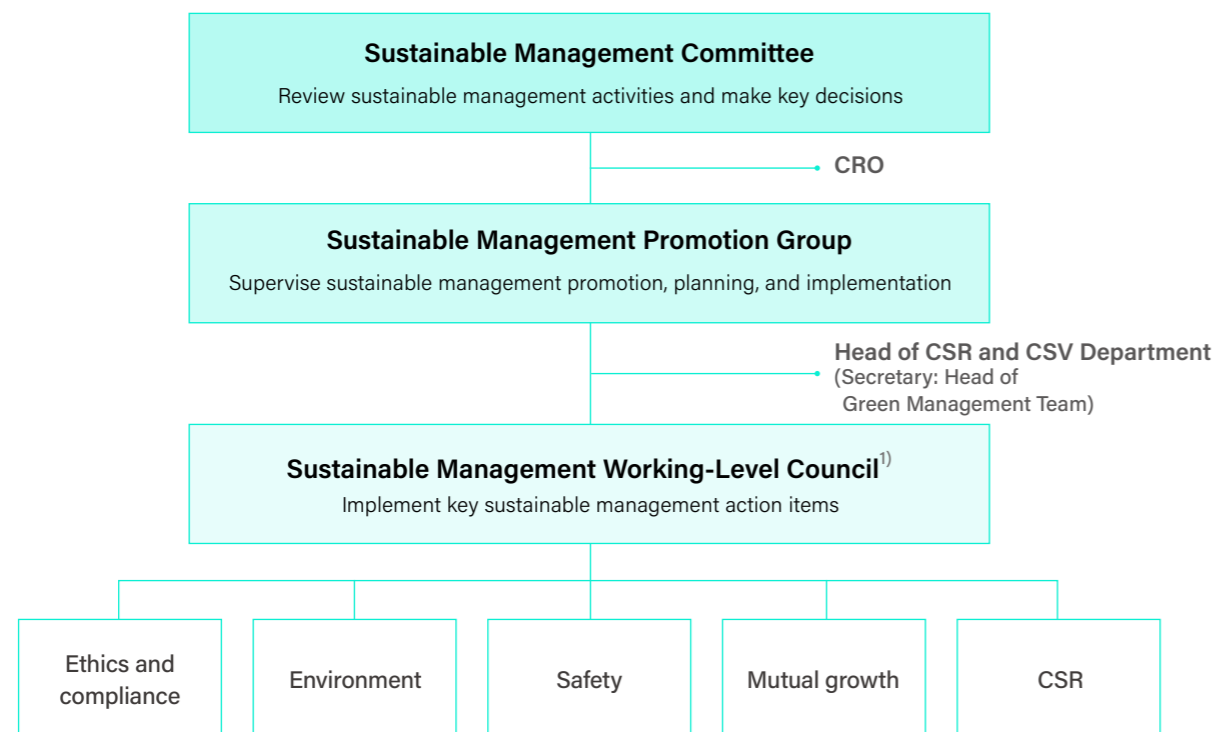 Sustainable Management Committee
Review sustainable management activities and make key decisions
CRO
Sustainable Management Promotion Group
Supervise sustainable management promotion, planning, and implementation
Head of CSR and CSV Department
(Secretary: Head of
Green Management Team)
Sustainable Management Working-Level Council1)
Implement key sustainable management action items
Ethics and
compliance
Environment
Safety
Mutual growth
CSR